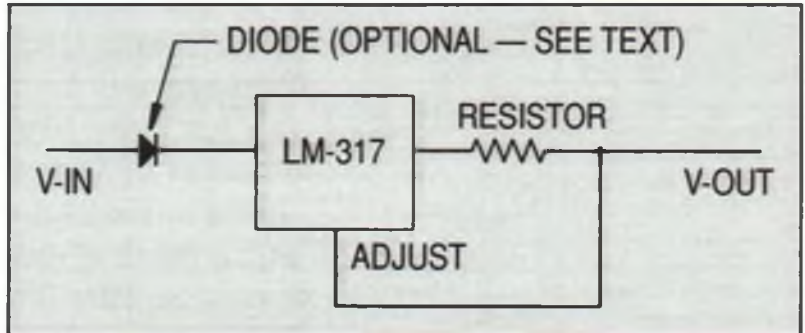 DIODE (OPTIONAL — SEE TEXT)
RESISTOR
LM-317
V-IN
V-OUT
ADJUST